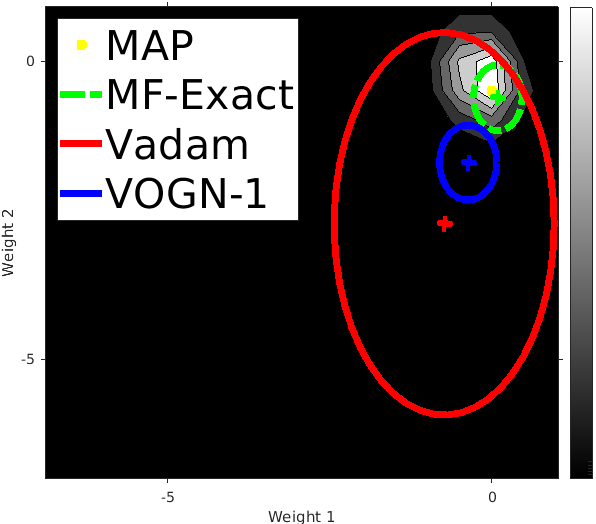 MAP
MF-Exact
Vadam
VOGN-1
0
-5
Weight 2
-5
0
Weight 1